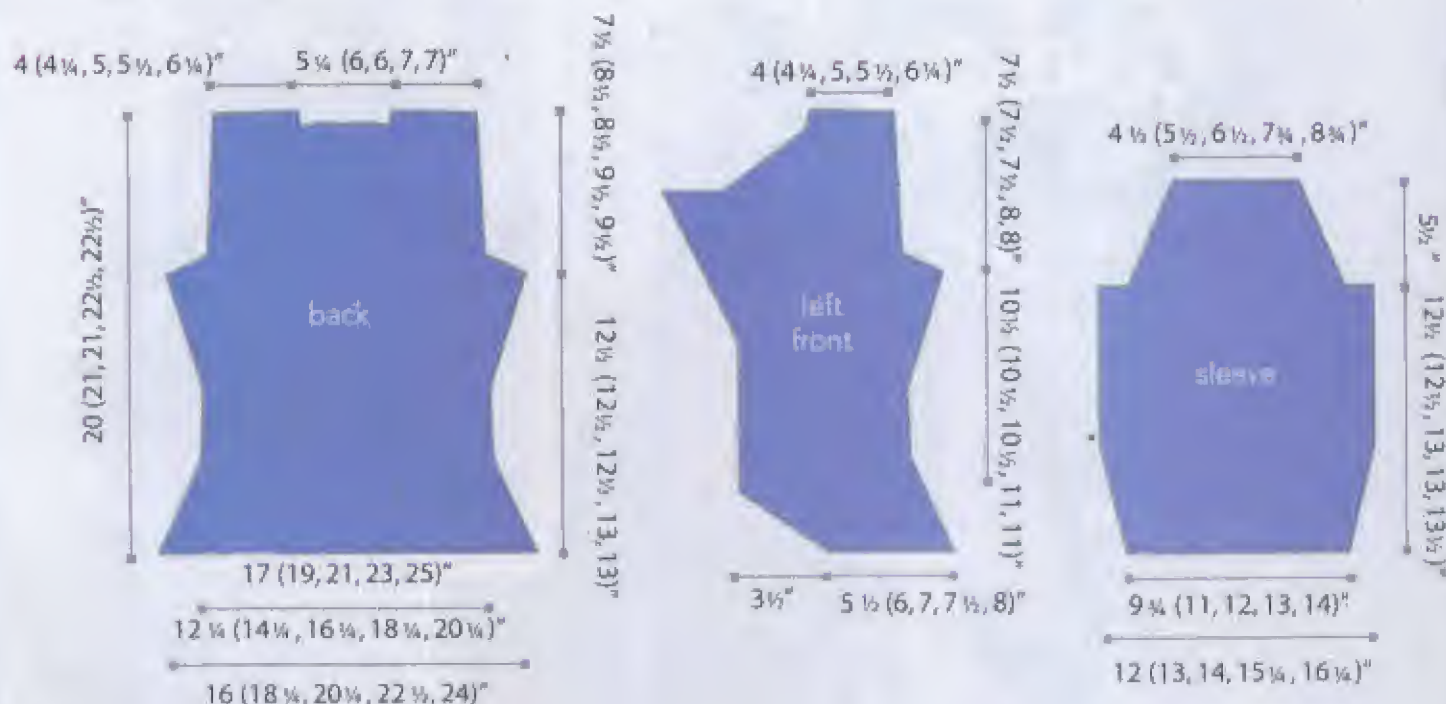 4 (4¼, 5, 5½, 6¼)"
5¼ (6, 6, 7, 7)"
7½ (8½, 8½, 9½, 9½)"
20 (21, 21, 22½, 22½)"
back
12½ (12½, 12½, 13, 13)"
17 (19, 21, 23, 25)"
12¼ (14¼, 16¼, 18¼, 20¼)"
16 (18¼, 20¼, 22½, 24)"
4 (4¼, 5, 5½, 6¼)"
7½ (7½, 7½, 8, 8)"
left
front
10½ (10½, 10½, 11, 11)"
3½"
5½ (6, 7, 7½, 8)"
4½ (5½, 6½, 7¾, 8¾)"
5½"
sleeve
12½ (12½, 13, 13, 13½)"
9¾ (11, 12, 13, 14)"
12 (13, 14, 15¼, 16¼)"